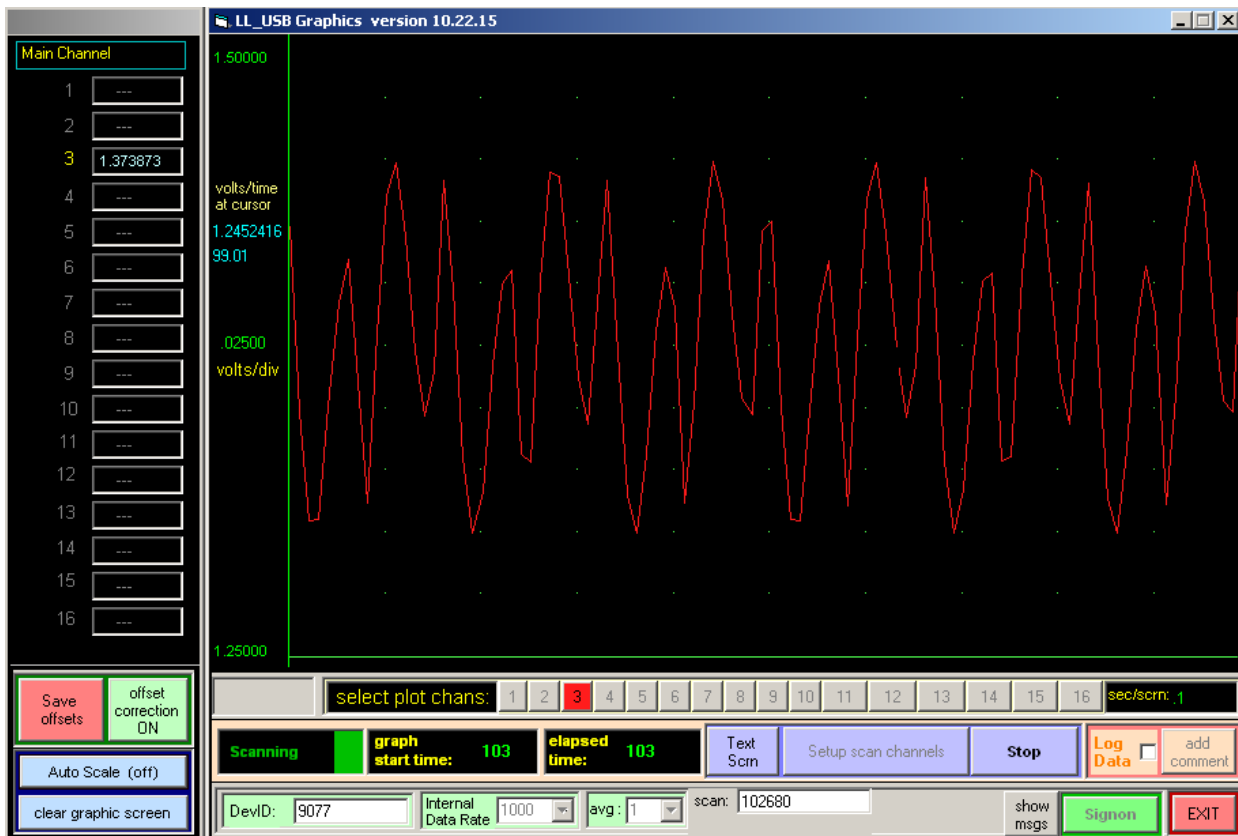 LL_USB Graphics version 10.22.15
Main Channel
1 ---
2 ---
3 1.373873
4 ---
5 ---
6 ---
7 ---
8 ---
9 ---
10 ---
11 ---
12 ---
13 ---
14 ---
15 ---
16 ---
Save
offsets
offset
correction
ON
Auto Scale (off)
clear graphic screen
1.50000
volts/time
at cursor
1.2452416
99.01
.02500
volts/div
1.25000
select plot chans: 1 2 3 4 5 6 7 8 9 10 11 12 13 14 15 16 sec/scrn: .1
Scanning
graph
start time: 103
elapsed
time: 103
Text
Scrn
Setup scan channels
Stop
Log
Data
add
comment
DevID: 9077
Internal
Data Rate 1000
avg : 1
scan: 102680
show
msgs
Signon
EXIT